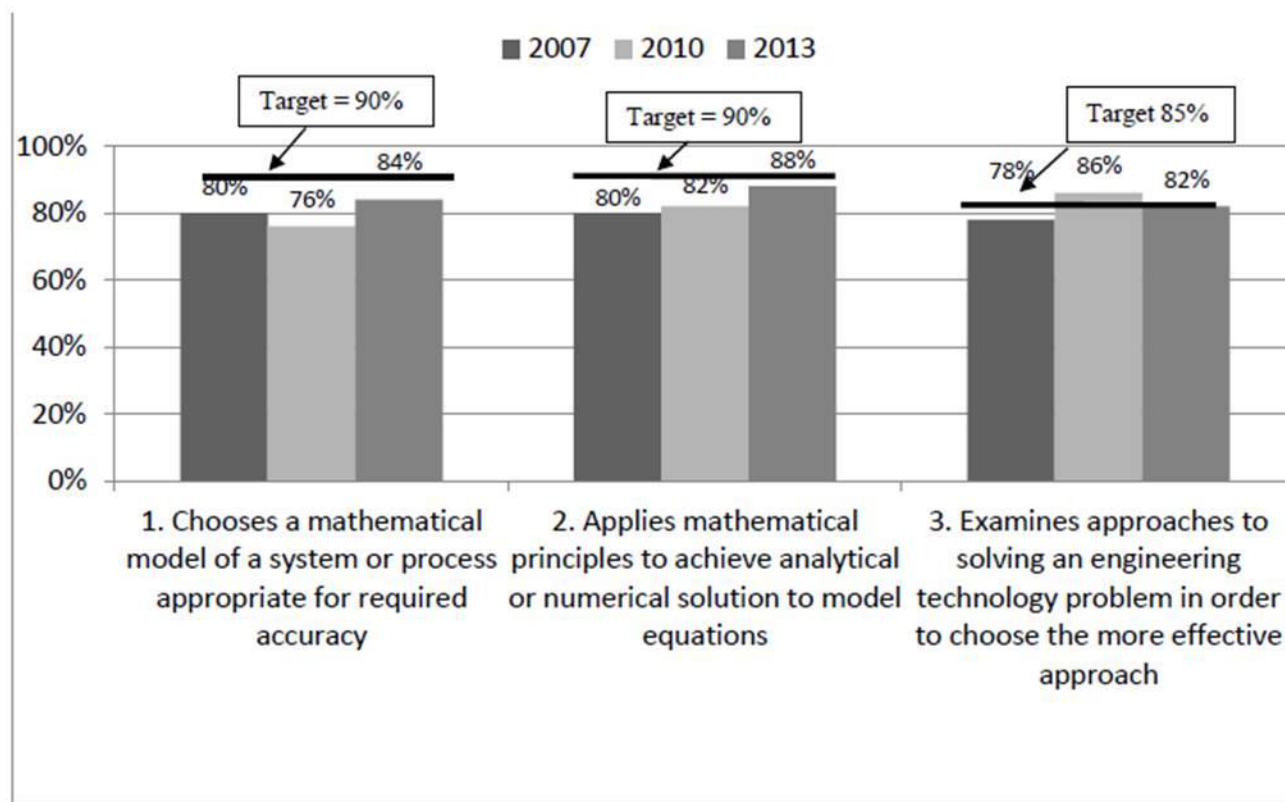 2007 2010 2013
Target = 90%
Target = 90%
Target 85%
100%
80%
60%
40%
20%
0%
80%
76%
84%
80%
82%
88%
78%
86%
82%
1. Chooses a mathematical
model of a system or process
appropriate for required
accuracy
2. Applies mathematical
principles to achieve analytical
or numerical solution to model
equations
3. Examines approaches to
solving an engineering
technology problem in order
to choose the more effective
approach